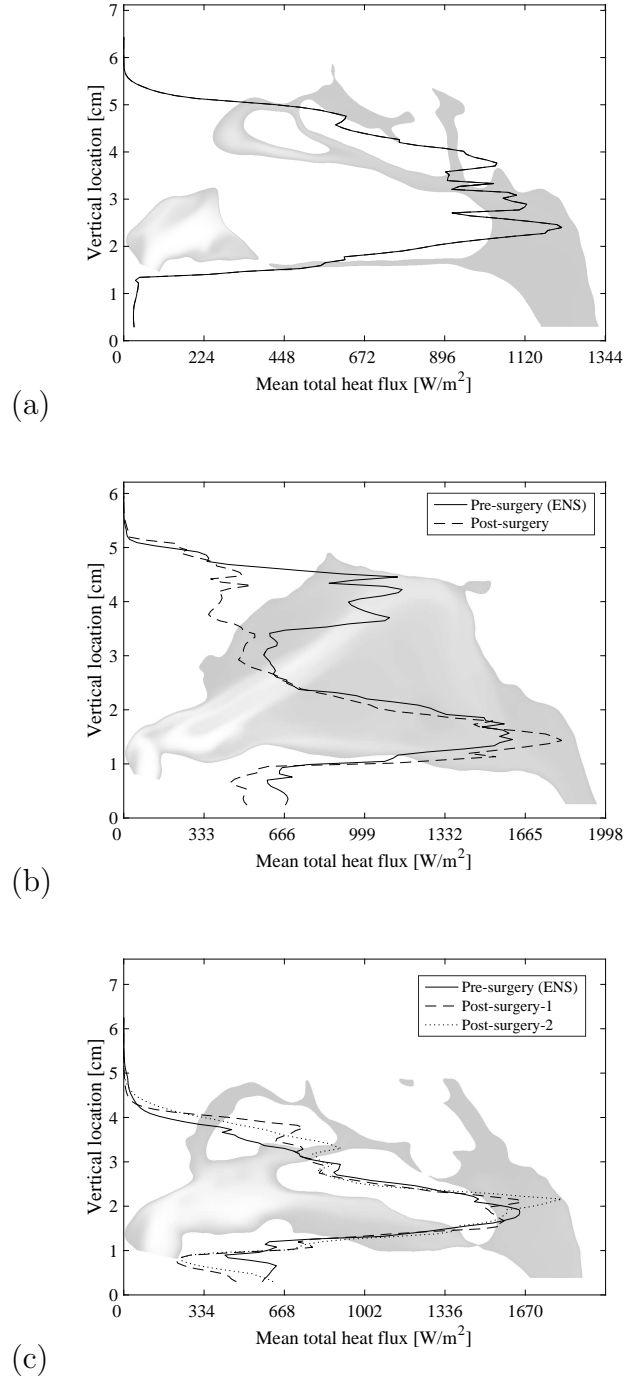 7
6
5
4
3
2
1
0
Vertical location [cm]
0 224 448 672 896 1120 1344
Mean total heat flux [W/m²]
(a)
6
5
4
3
2
1
0
Vertical location [cm]
Pre-surgery (ENS)
Post-surgery
0 333 666 999 1332 1665 1998
Mean total heat flux [W/m²]
(b)
7
6
5
4
3
2
1
0
Vertical location [cm]
Pre-surgery (ENS)
Post-surgery-1
Post-surgery-2
0 334 668 1002 1336 1670
Mean total heat flux [W/m²]
(c)